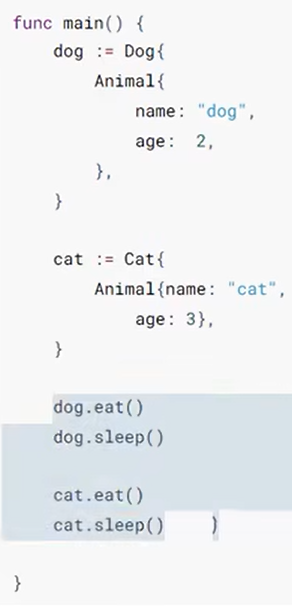 func main() {
    dog := Dog{
        Animal{
            name: "dog",
            age:  2,
        },
    }

    cat := Cat{
        Animal{name: "cat",
            age: 3},
    }

    dog.eat()
    dog.sleep()

    cat.eat()
    cat.sleep()    }

}